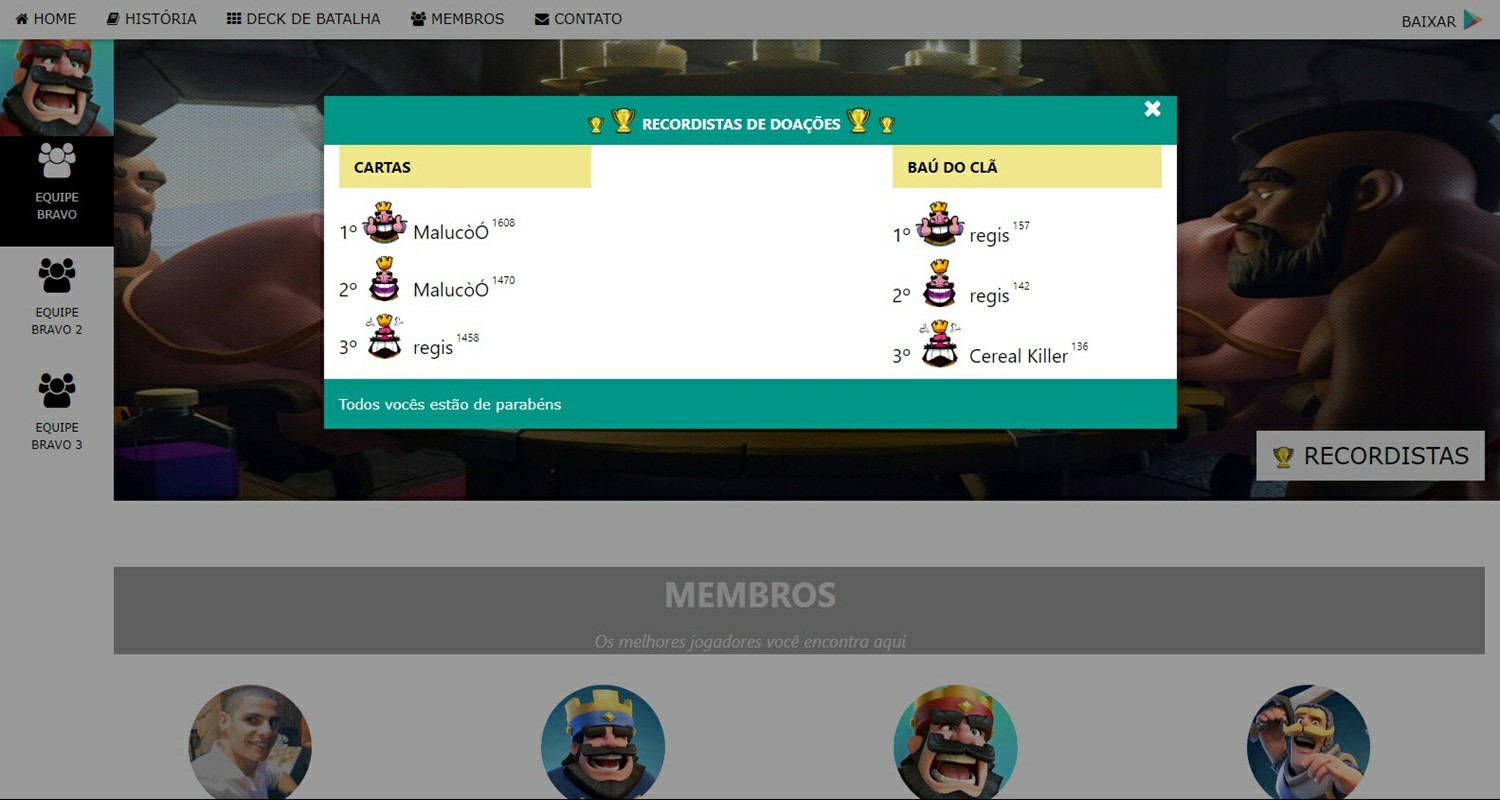 HOME HISTÓRIA DECK DE BATALHA MEMBROS CONTATO BAIXAR
RECORDISTAS DE DOAÇÕES
CARTAS
1º MalucòÓ 1608
2º MalucòÓ 1470
3º regis 1458
BAÚ DO CLÃ
1º regis 157
2º regis 142
3º Cereal Killer 136
Todos vocês estão de parabéns
EQUIPE
BRAVO
EQUIPE
BRAVO 2
EQUIPE
BRAVO 3
RECORDISTAS
MEMBROS
Os melhores jogadores você encontra aqui